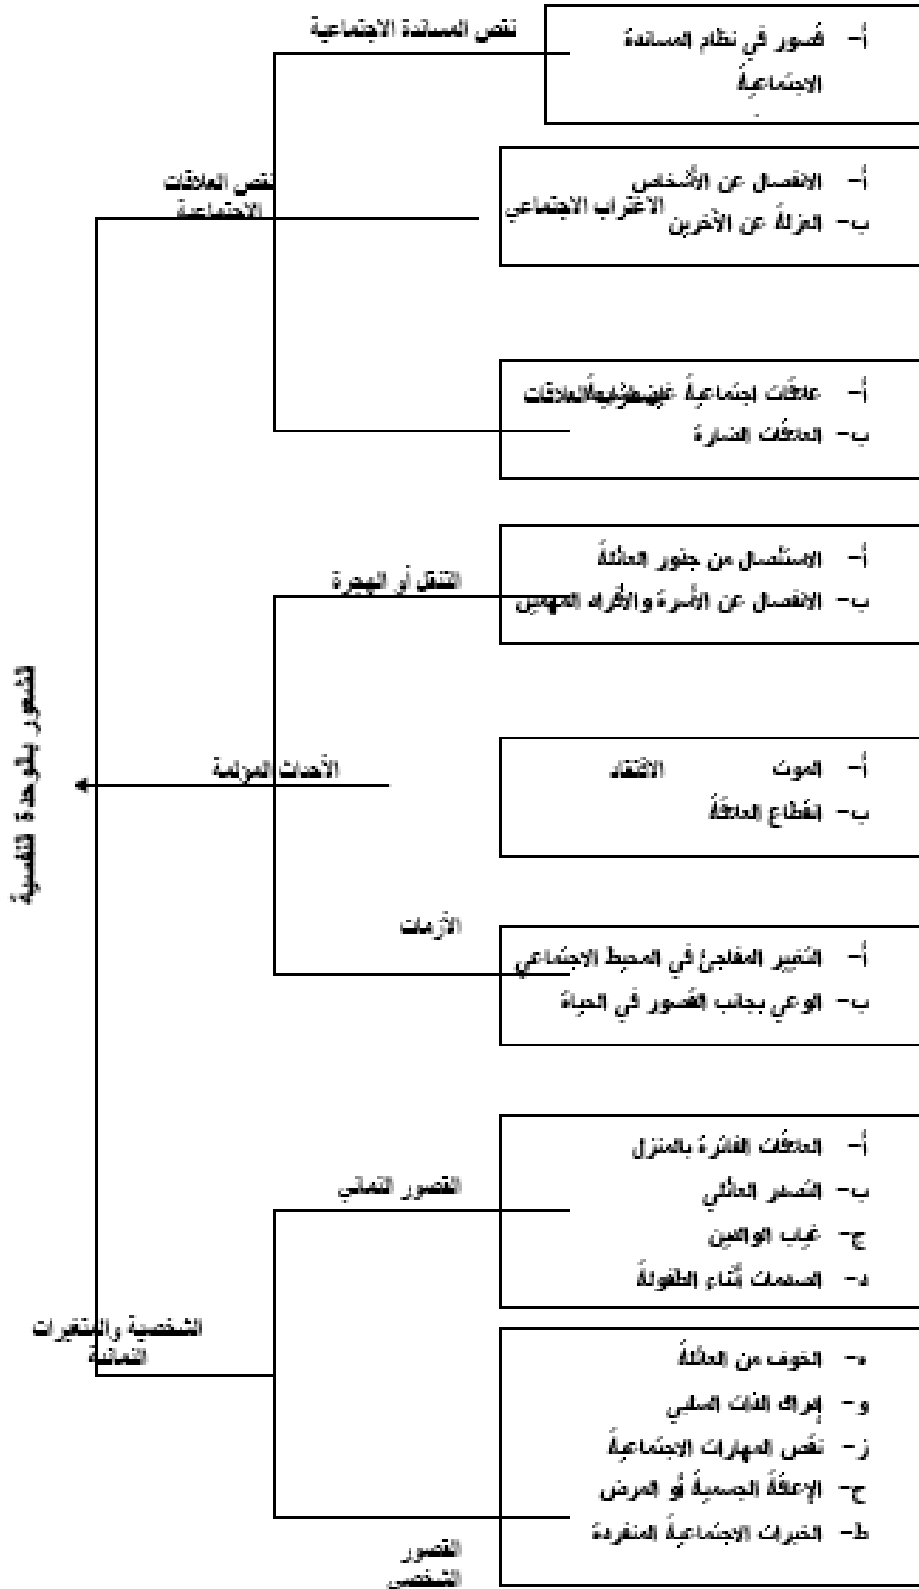 نقص المساندة الاجتماعية
أ- قصور في نظام المساندة
الاجتماعية
نقص العلاقات
الاجتماعية
الاغتراب الاجتماعي
أ- الانفصال عن الأشخاص
ب- العزلة عن الآخرين
أ- علاقات إجتماعية العلاقات
ب- العلاقات الضارة
التنقل أو الهجرة
أ- الاستئصال من جذور العائلة
ب- الانفصال عن الأسرة والأفراد المهمين
الشعور بالوحدة النفسية
الأحداث المؤلمة
الافتقاد
أ- الموت
ب- انقطاع العلاقة
الأزمات
أ- التغيير المفاجئ في المحيط الاجتماعي
ب- الوعي بجانب القصور في الحياة
القصور النمائي
أ- العلاقات الفاترة بالمنزل
ب- التصدع العائلي
ج- غياب الوالدين
د- الصدمات أثناء الطفولة
الشخصية والمتغيرات
النمائية
ه- الخوف من العائلة
و- إدراك الذات السلبي
ز- نقص المهارات الاجتماعية
ح- الإعاقة الجسمية أو المرض
ط- الخبرات الاجتماعية المنفردة
القصور
الشخصي